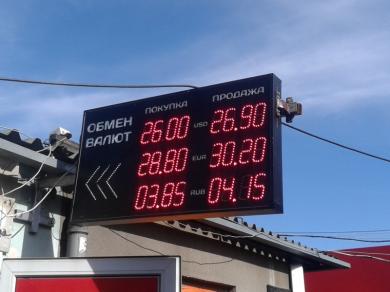 ПОКУПКА ПРОДАЖА
ОБМЕН ВАЛЮТ
26.00 USD 26.90
28.80 EUR 30.20
03.85 RUB 04.15